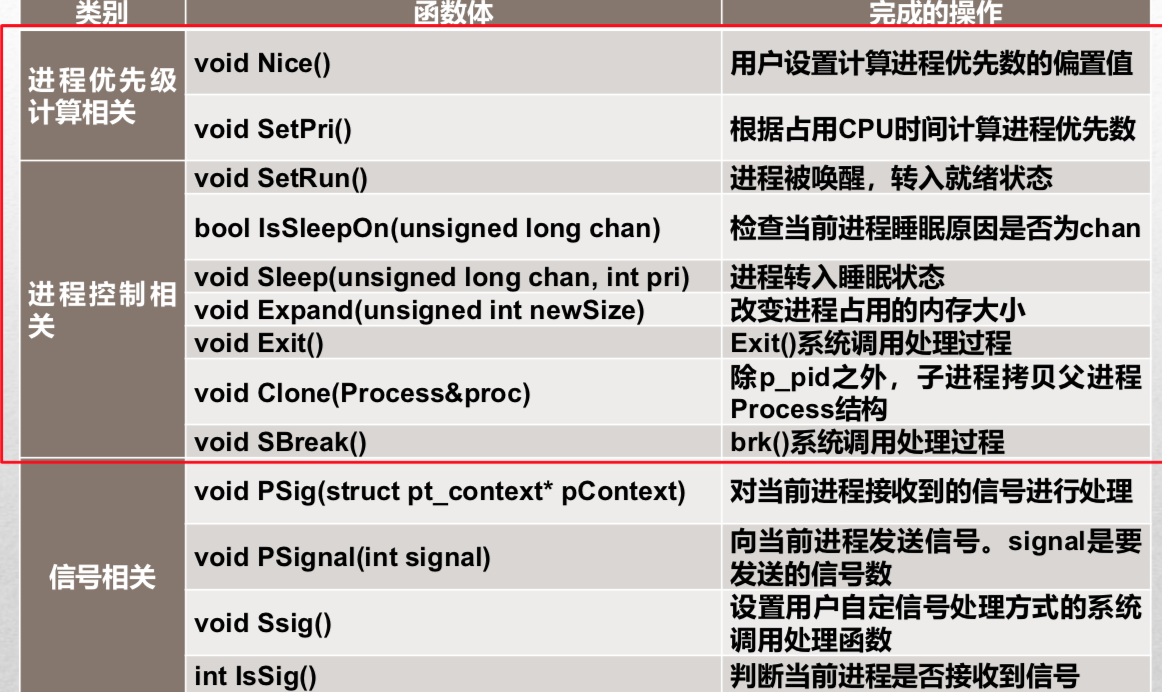 类别 函数体 完成的操作
进程优先级
计算相关
void Nice() 用户设置计算进程优先数的偏置值
void SetPri() 根据占用CPU时间计算进程优先数
进程控制相
关
void SetRun() 进程被唤醒，转入就绪状态
bool IsSleepOn(unsigned long chan) 检查当前进程睡眠原因是否为chan
void Sleep(unsigned long chan, int pri) 进程转入睡眠状态
void Expand(unsigned int newSize) 改变进程占用的内存大小
void Exit() Exit()系统调用处理过程
void Clone(Process&proc) 除p_pid之外，子进程拷贝父进程
Process结构
void SBreak() brk()系统调用处理过程
信号相关
void PSig(struct pt_context* pContext) 对当前进程接收到的信号进行处理
void PSignal(int signal) 向当前进程发送信号。signal是要
发送的信号数
void Ssig() 设置用户自定信号处理方式的系统
调用处理函数
int IsSig() 判断当前进程是否接收到信号